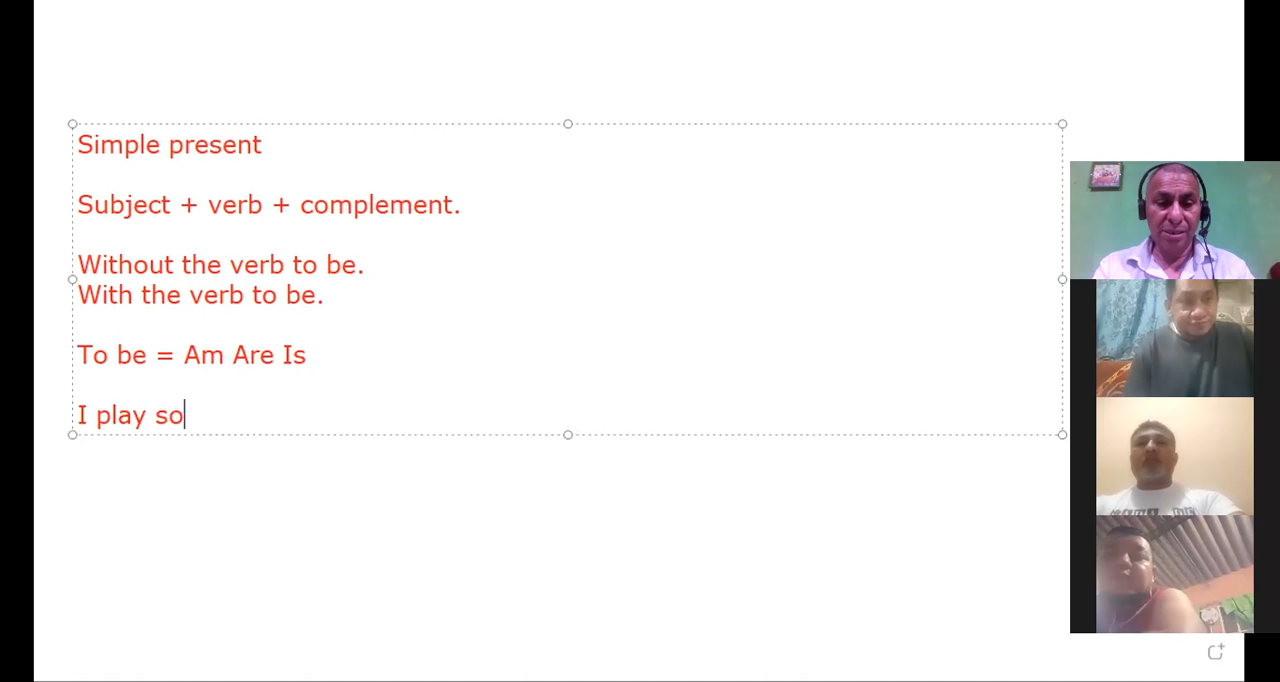 Simple present
Subject + verb + complement.
Without the verb to be.
With the verb to be.
To be = Am Are Is
I play so